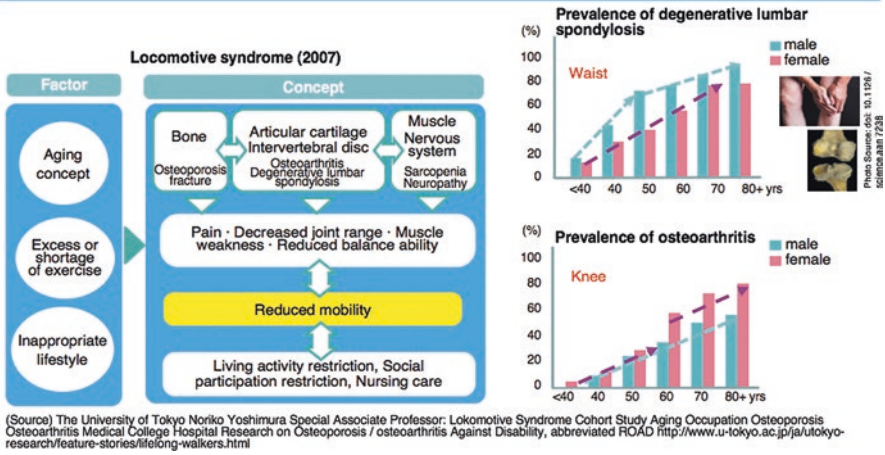 Locomotive syndrome (2007)
Factor
Concept
Aging
concept
Excess or
shortage
of exercise
Inappropriate
lifestyle
Bone
Osteoporosis
fracture
Articular cartilage
Intervertebral disc
Osteoarthritis
Degenerative lumbar
spondylosis
Muscle
Nervous
system
Sarcopenia
Neuropathy
Pain · Decreased joint range · Muscle
weakness · Reduced balance ability
Reduced mobility
Living activity restriction, Social
participation restriction, Nursing care
Prevalence of degenerative lumbar
spondylosis
(%)
100
80
60
40
20
0
Waist
male
female
<40 40 50 60 70 80+ yrs
Photo Source: doi: 10.1126/
science.aan 7238
Prevalence of osteoarthritis
(%)
100
80
60
40
20
0
Knee
male
female
<40 40 50 60 70 80+ yrs
(Source) The University of Tokyo Noriko Yoshimura Special Associate Professor: Lokomotive Syndrome Cohort Study Aging Occupation Osteoporosis
Osteoarthritis Medical College Hospital Research on Osteoporosis / osteoarthritis Against Disability, abbreviated ROAD http://www.u-tokyo.ac.jp/ja/utokyo-
research/feature-stories/lifelong-walkers.html